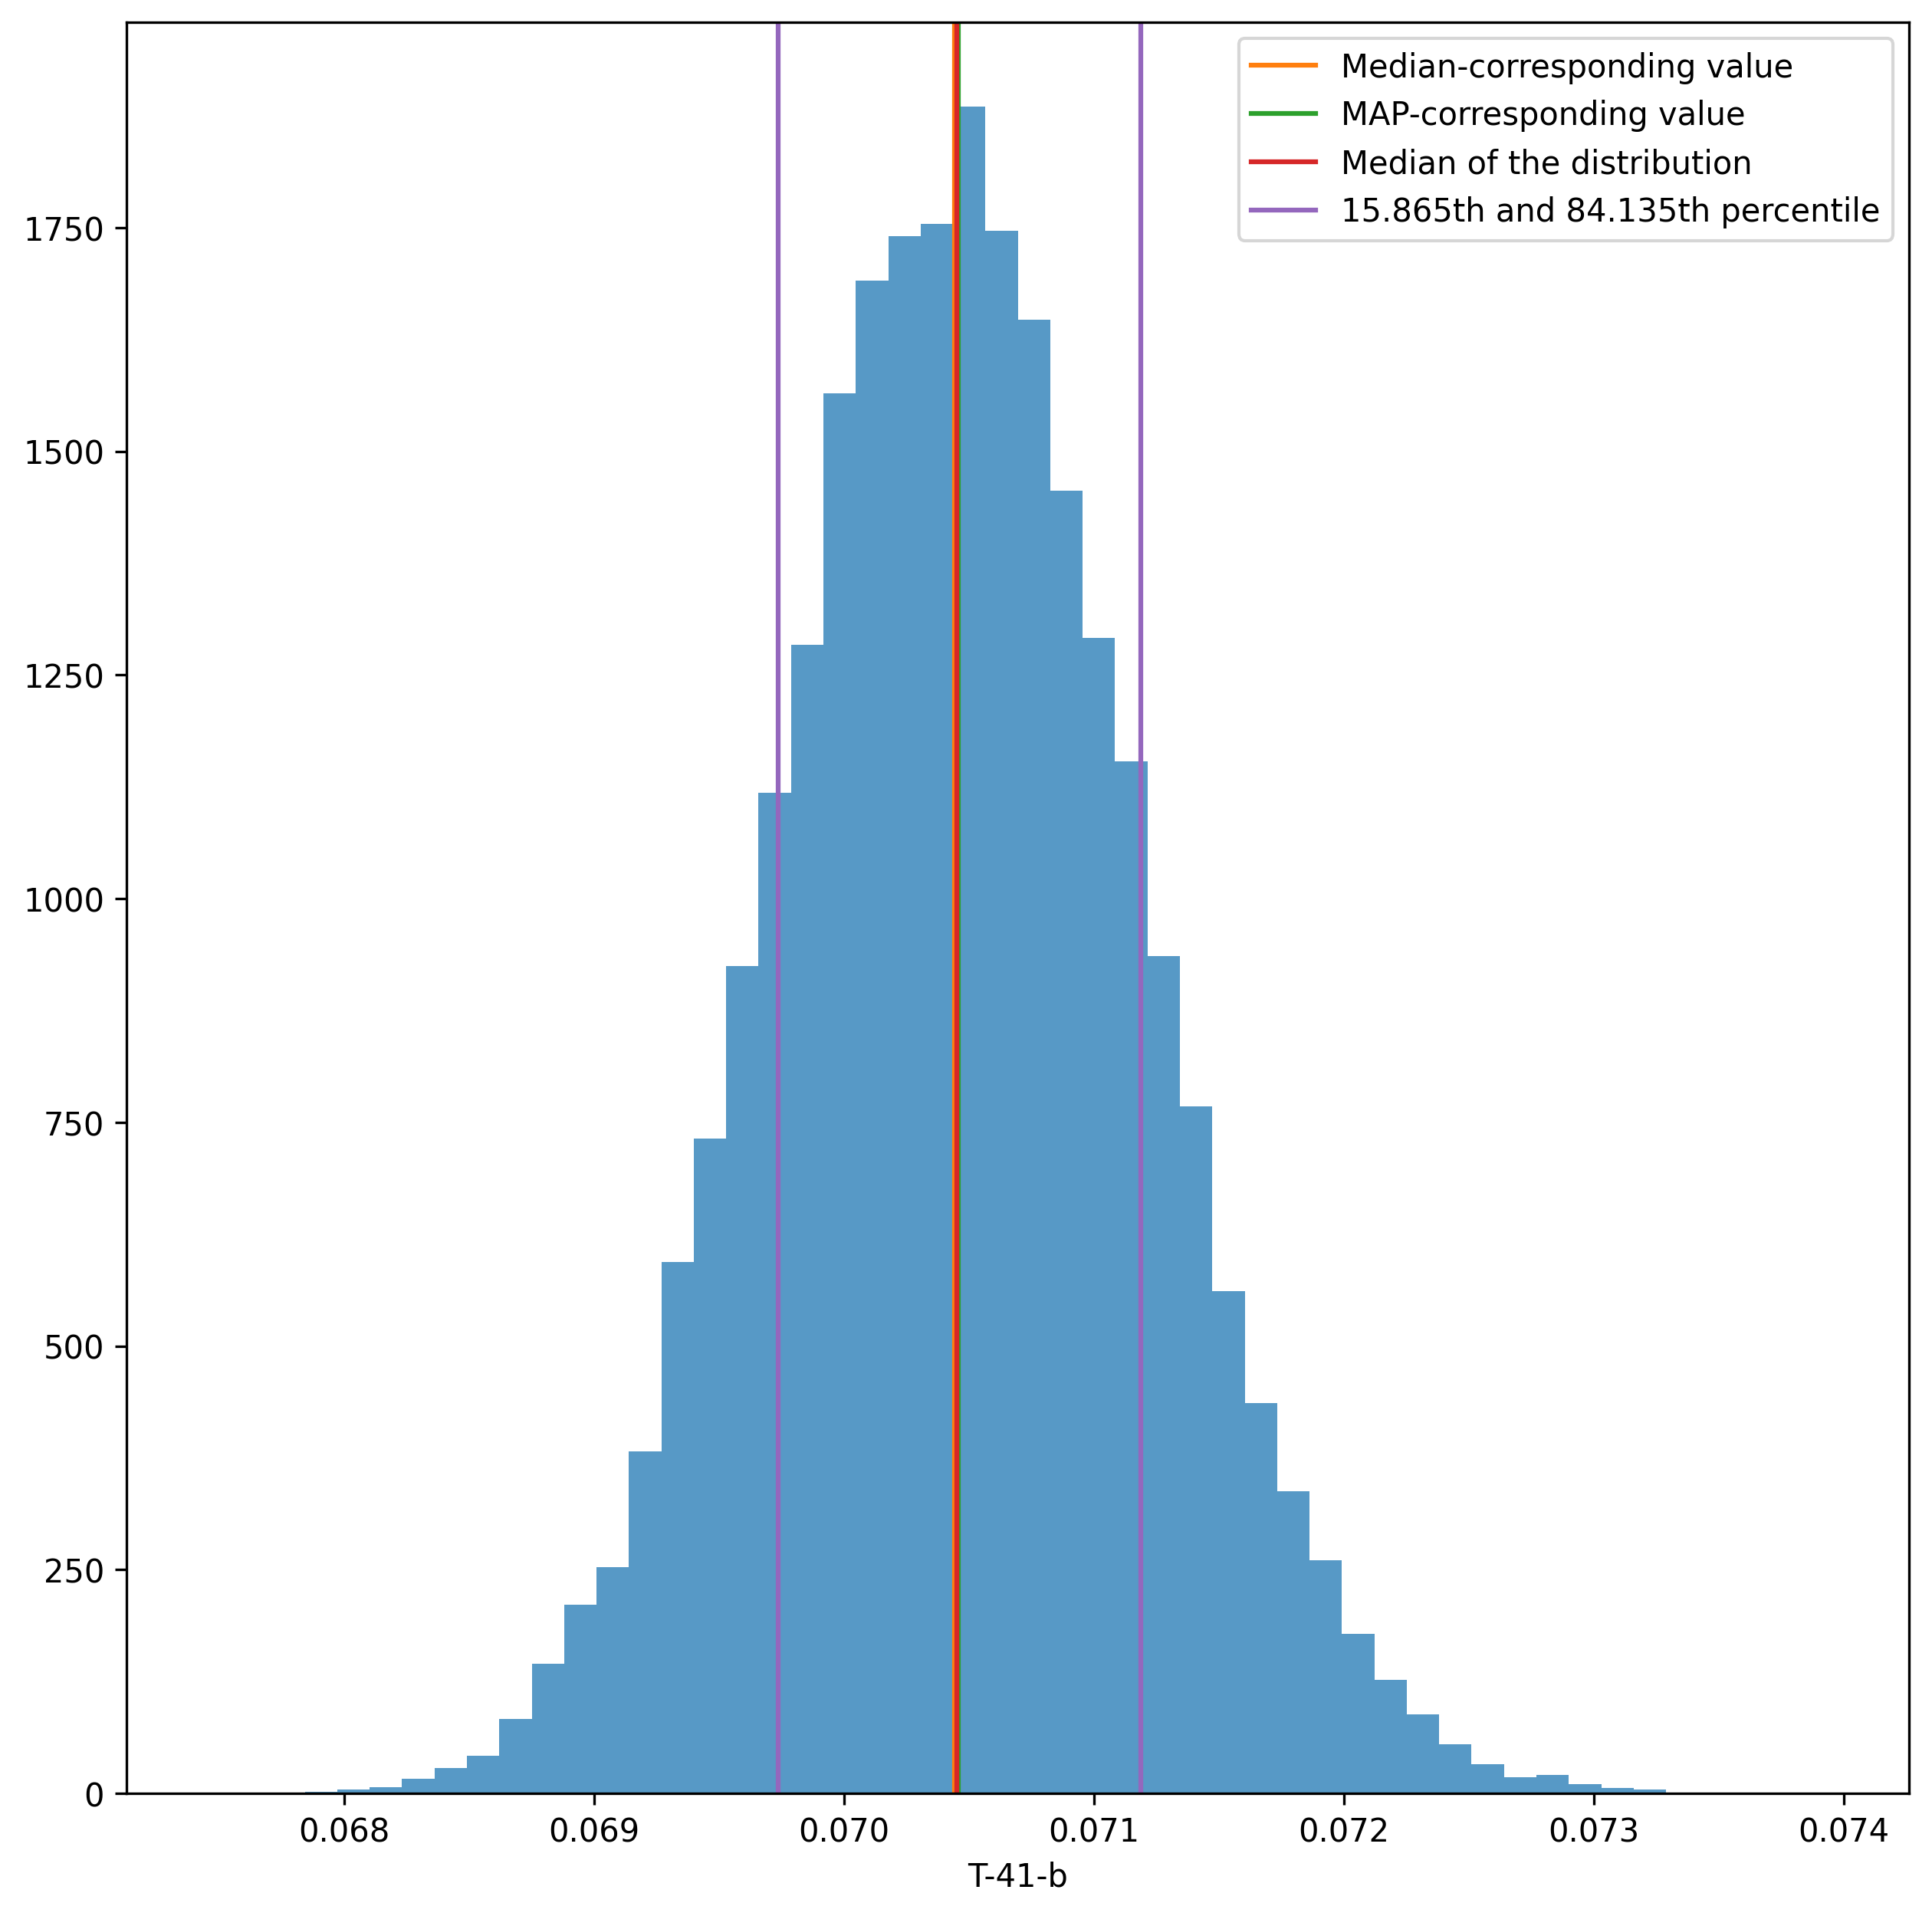 Median-corresponding value
MAP-corresponding value
Median of the distribution
15.865th and 84.135th percentile
1750
1500
1250
1000
750
500
250
0
0.068 0.069 0.070 0.071 0.072 0.073 0.074
T-41-b